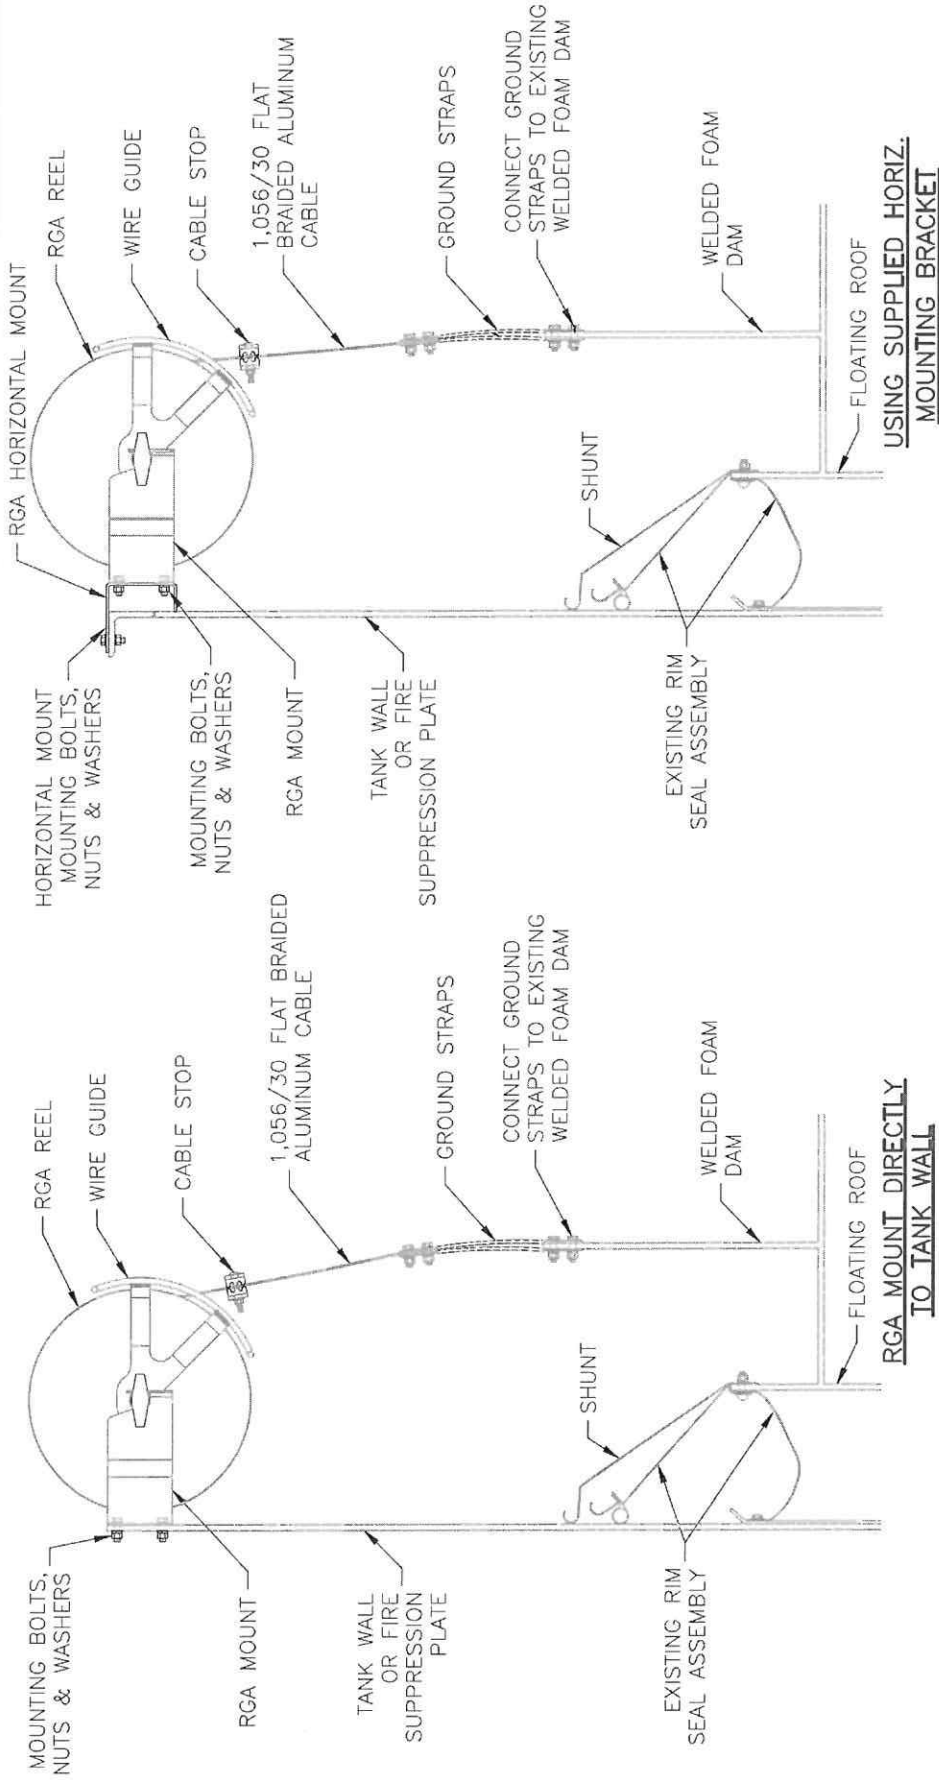 MOUNTING BOLTS,
NUTS & WASHERS
RGA MOUNT
TANK WALL
OR FIRE
SUPPRESSION
PLATE
EXISTING RIM
SEAL ASSEMBLY
RGA REEL
WIRE GUIDE
CABLE STOP
1,056/30 FLAT BRAIDED
ALUMINUM CABLE
GROUND STRAPS
CONNECT GROUND
STRAPS TO EXISTING
WELDED FOAM DAM
SHUNT
WELDED FOAM
DAM
FLOATING ROOF
RGA MOUNT DIRECTLY
TO TANK WALL
HORIZONTAL MOUNT
MOUNTING BOLTS,
NUTS & WASHERS
MOUNTING BOLTS,
NUTS & WASHERS
RGA MOUNT
TANK WALL
OR FIRE
SUPPRESSION PLATE
EXISTING RIM
SEAL ASSEMBLY
RGA HORIZONTAL MOUNT
RGA REEL
WIRE GUIDE
CABLE STOP
1,056/30 FLAT
BRAIDED ALUMINUM
CABLE
GROUND STRAPS
CONNECT GROUND
STRAPS TO EXISTING
WELDED FOAM DAM
SHUNT
WELDED FOAM
DAM
FLOATING ROOF
USING SUPPLIED HORIZ.
MOUNTING BRACKET